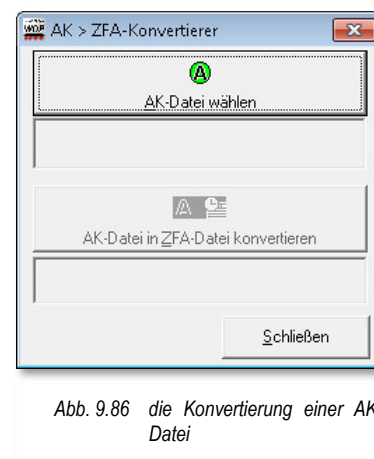 WOP AK > ZFA-Konvertierer
A
AK-Datei wählen
A
AK-Datei in ZFA-Datei konvertieren
Schließen
Abb. 9.86 die Konvertierung einer AK
Datei